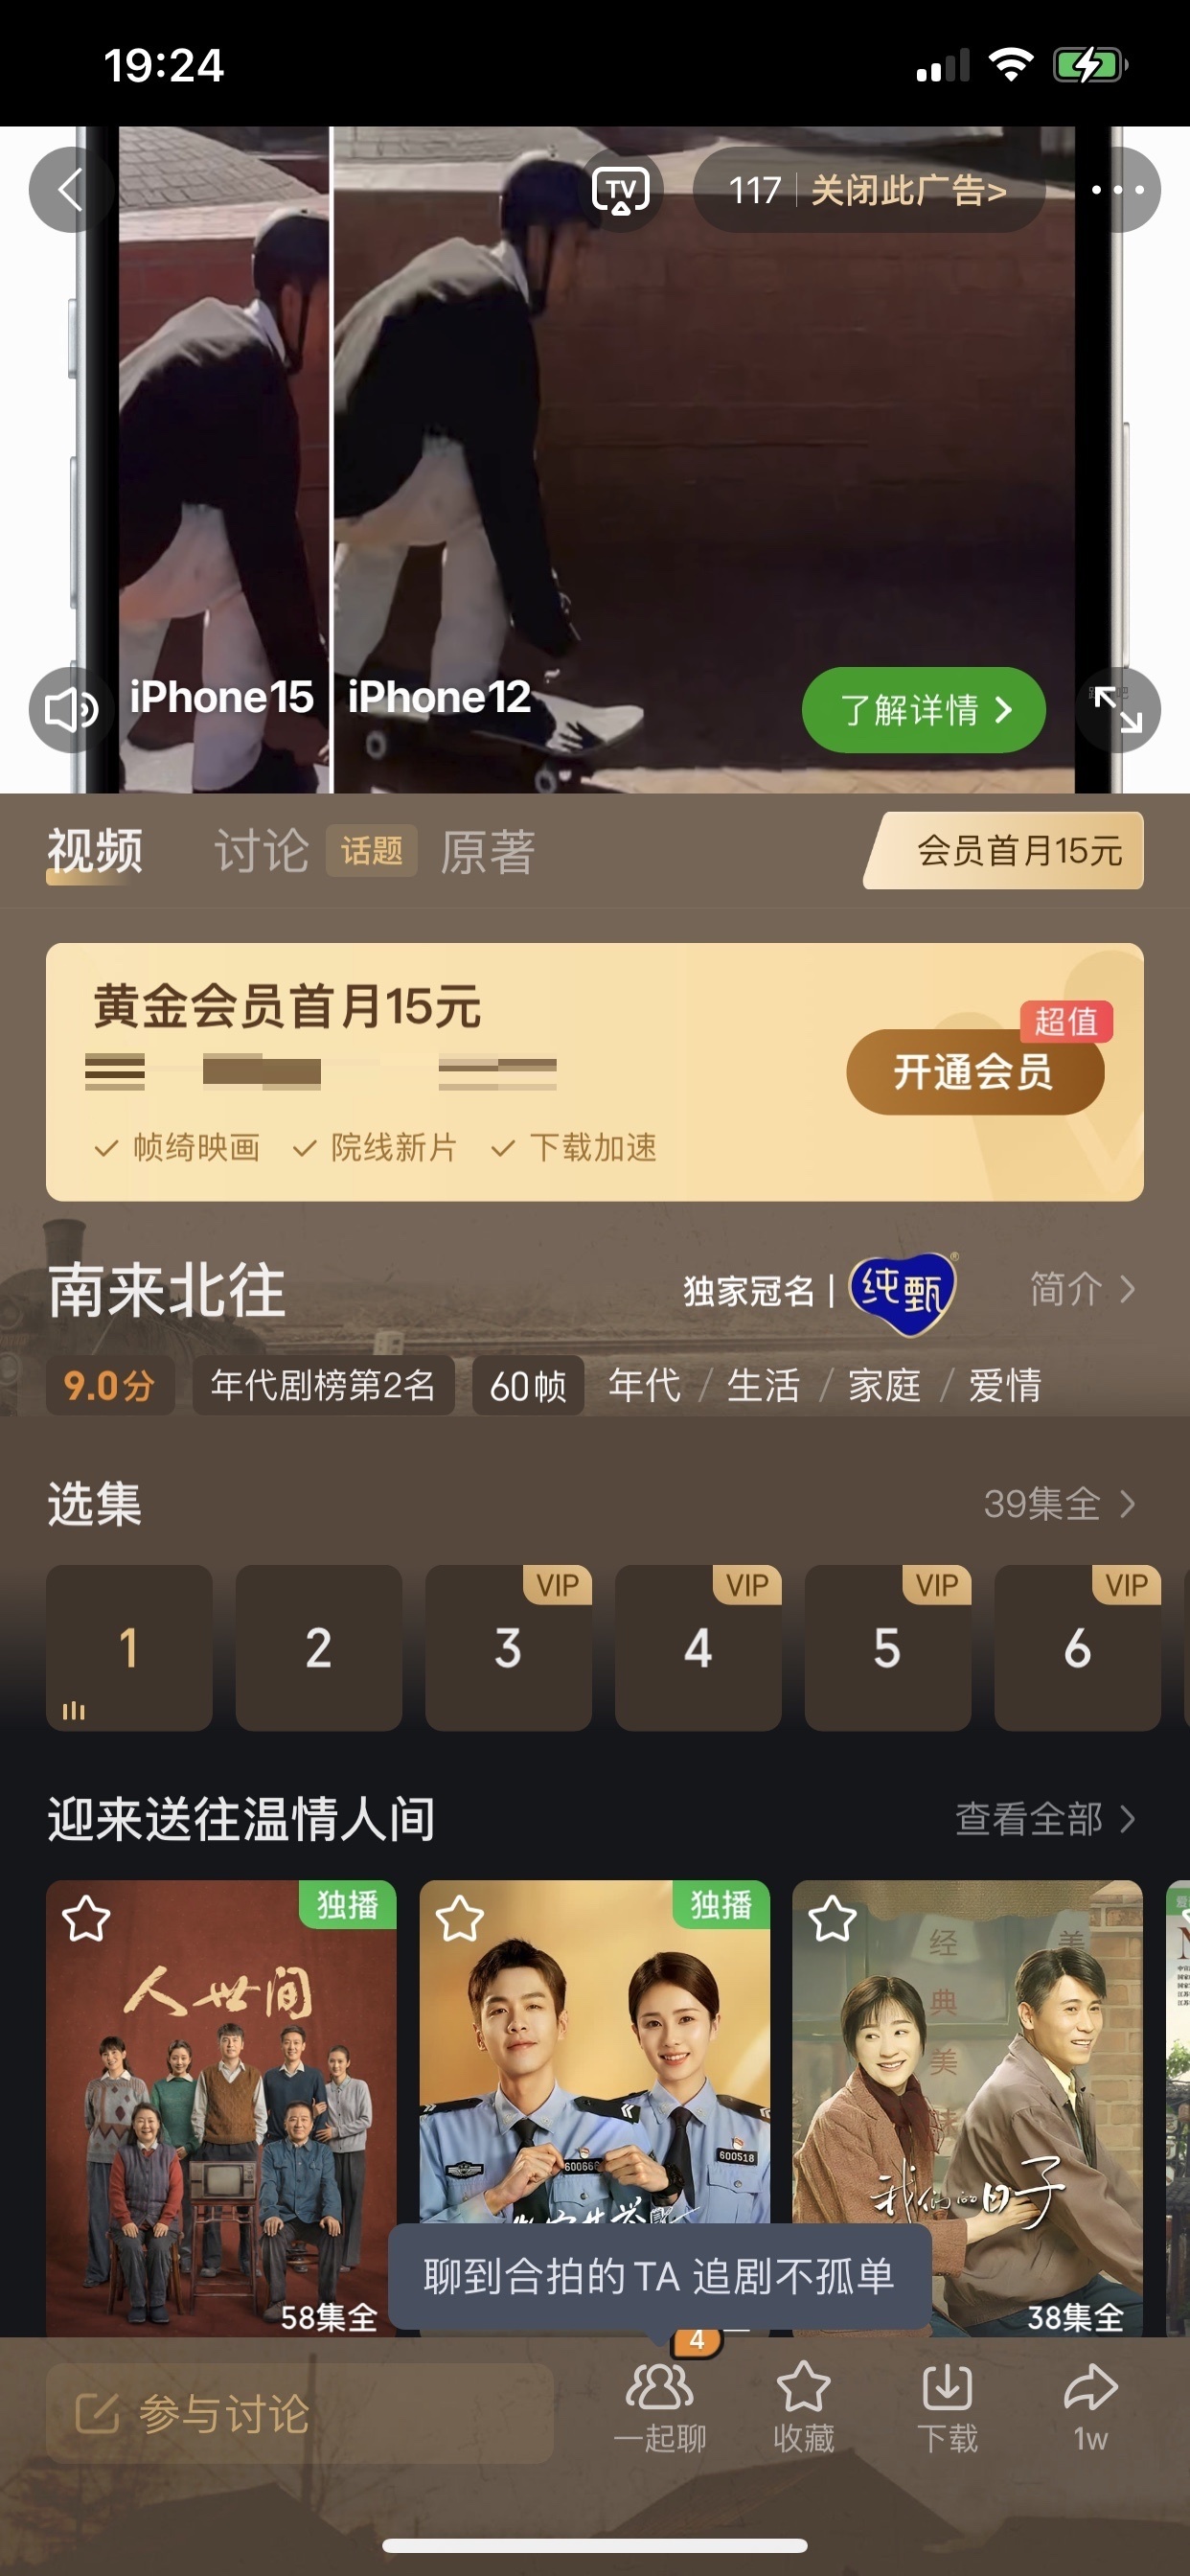 19:24
TV
117
关闭此广告>
iPhone15
iPhone12
了解详情
视频
讨论
话题
原著
会员首月15元
黄金会员首月15元
超值
开通会员
帧绮映画
院线新片
下载加速
南来北往
独家冠名
纯甄
简介
9.0分
年代剧榜第2名
60帧
年代 / 生活 / 家庭 / 爱情
选集
39集全
1
2
3
VIP
4
VIP
5
VIP
6
VIP
迎来送往温情人间
查看全部
独播
人世间
58集全
独播
600666
600518
经典美
美
我们的日子
38集全
聊到合拍的TA 追剧不孤单
4
参与讨论
一起聊
收藏
下载
1w